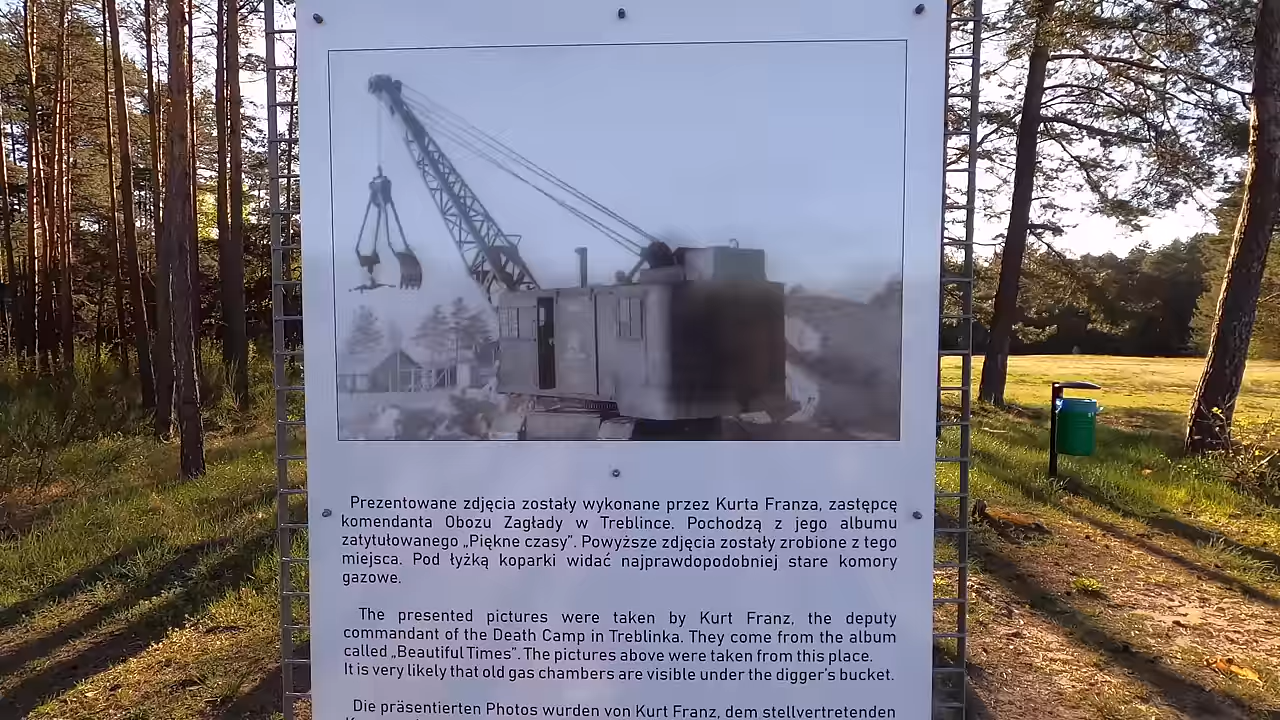 Prezentowane zdjęcia zostały wykonane przez Kurta Franza, zastępcę
komendanta Obozu Zagłady w Treblince. Pochodzą z jego albumu
zatytułowanego „Piękne czasy”. Powyższe zdjęcia zostały zrobione z tego
miejsca. Pod łyżką koparki widać najprawdopodobniej stare komory
gazowe.
The presented pictures were taken by Kurt Franz, the deputy
commandant of the Death Camp in Treblinka. They come from the album
called „Beautiful Times”. The pictures above were taken from this place.
It is very likely that old gas chambers are visible under the digger's bucket.
Die präsentierten Photos wurden von Kurt Franz, dem stellvertretenden